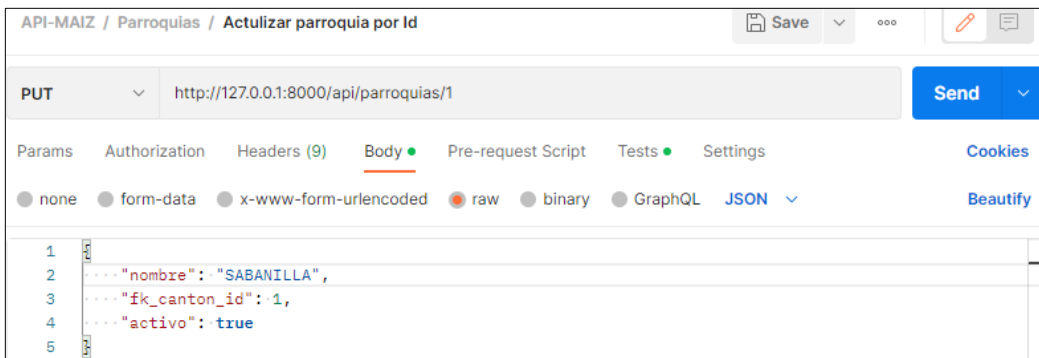 API-MAIZ / Parroquias / Actulizar parroquia por Id Save ooo
PUT http://127.0.0.1:8000/api/parroquias/1 Send
Params Authorization Headers (9) Body Pre-request Script Tests Settings Cookies
none form-data x-www-form-urlencoded raw binary GraphQL JSON Beautify
1 {
2 "nombre": "SABANILLA",
3 "fk_canton_id": 1,
4 "activo": true
5 }